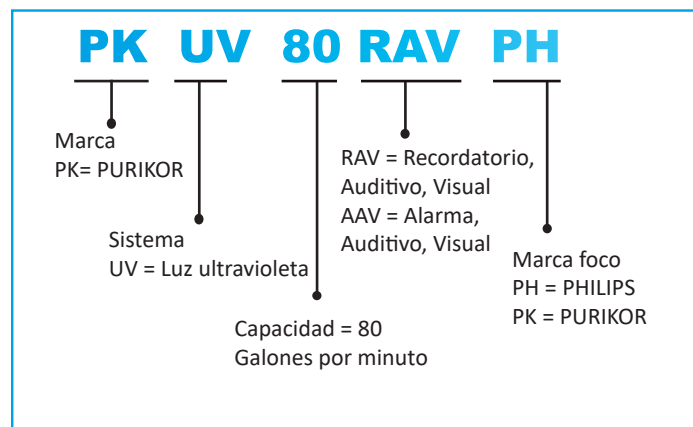 PK UV 80 RAV PH
Marca
PK= PURIKOR
Sistema
UV = Luz ultravioleta
Capacidad = 80
Galones por minuto
RAV = Recordatorio,
Auditivo, Visual
AAV = Alarma,
Auditivo, Visual
Marca foco
PH = PHILIPS
PK = PURIKOR